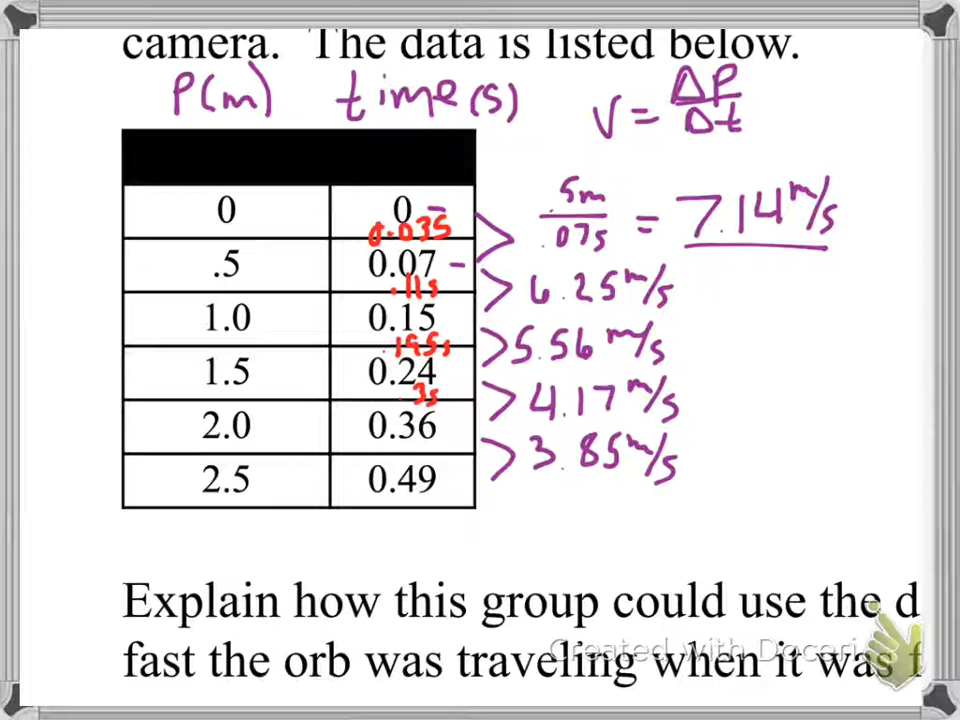 camera. The data is listed below.
P(m) time(s) V = ΔP/Δt
0 0 .5m/.07s = 7.14 m/s
0.035
.5 0.07
.11s 6.25 m/s
1.0 0.15
.195s 5.56 m/s
1.5 0.24
.3s 4.17 m/s
2.0 0.36
3.85 m/s
2.5 0.49
Explain how this group could use the d
fast the orb was traveling when it was f
Created with Doceri